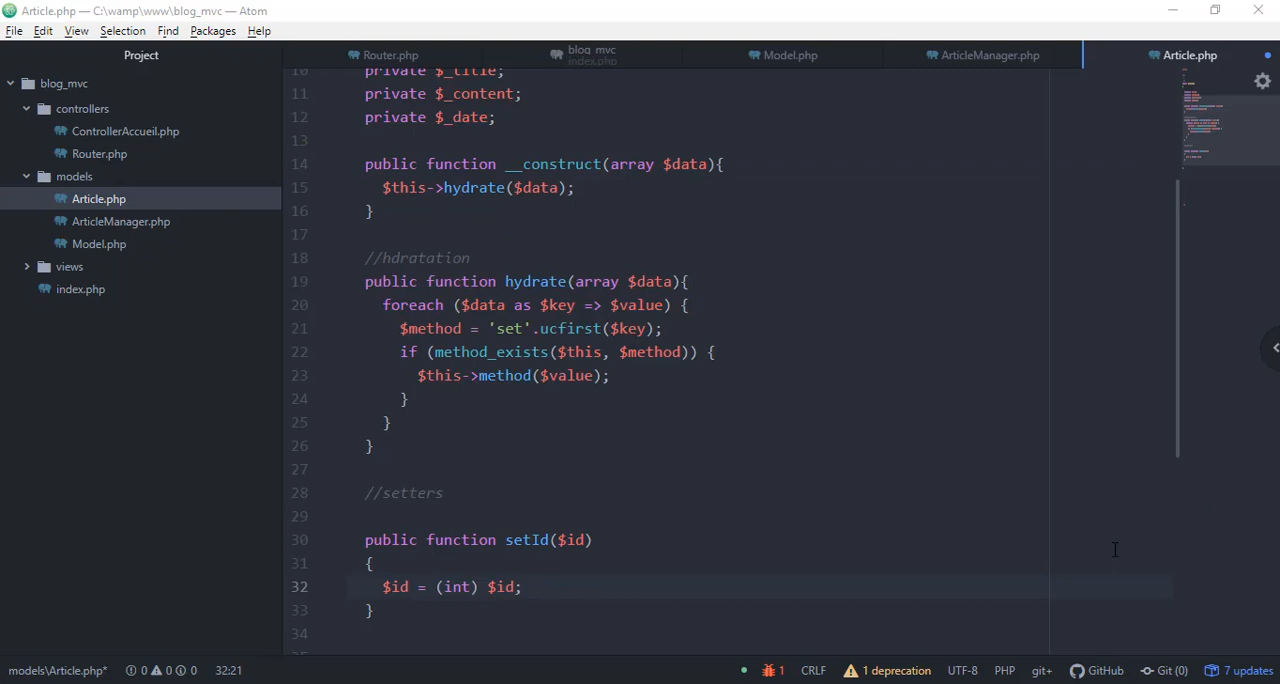 Article.php — C:\wamp\www\blog_mvc — Atom
File Edit View Selection Find Packages Help
Project
Router.php
blog_mvc
index.php
Model.php
ArticleManager.php
Article.php
blog_mvc
controllers
ControllerAccueil.php
Router.php
models
Article.php
ArticleManager.php
Model.php
views
index.php
10 private $_title;
11 private $_content;
12 private $_date;
13
14 public function __construct(array $data){
15 $this->hydrate($data);
16 }
17
18 //hdratation
19 public function hydrate(array $data){
20 foreach ($data as $key => $value) {
21 $method = 'set'.ucfirst($key);
22 if (method_exists($this, $method)) {
23 $this->method($value);
24 }
25 }
26 }
27
28 //setters
29
30 public function setId($id)
31 {
32 $id = (int) $id;
33 }
34
35
models\Article.php* 0 0 0 32:21 1 CRLF 1 deprecation UTF-8 PHP git+ GitHub Git (0) 7 updates